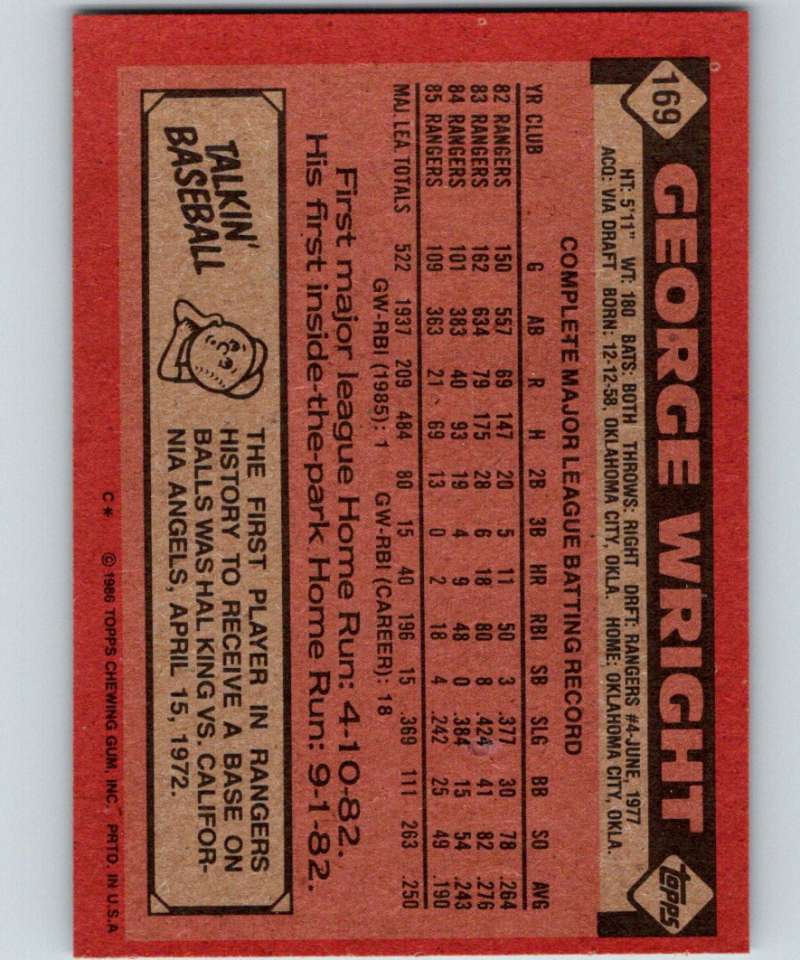 169
GEORGE WRIGHT
topps
HT: 5'11" WT: 180 BATS: BOTH THROWS: RIGHT DRFT: RANGERS #4-JUNE, 1977
ACQ: VIA DRAFT BORN: 12-12-58, OKLAHOMA CITY, OKLA. HOME: OKLAHOMA CITY, OKLA.
COMPLETE MAJOR LEAGUE BATTING RECORD
YR CLUB G AB R H 2B 3B HR RBI SB SLG BB SO AVG
82 RANGERS 150 557 69 147 20 5 11 50 3 .377 30 78 .264
83 RANGERS 162 634 79 175 28 6 18 80 8 .424 41 82 .276
84 RANGERS 101 383 40 93 19 4 9 48 0 .384 15 54 .243
85 RANGERS 109 363 21 69 13 0 2 18 4 .242 25 49 .190
MAJ. LEA. TOTALS 522 1937 209 484 80 15 40 196 15 .369 111 263 .250
GW-RBI (1985): 1 GW-RBI (CAREER): 18
First major league Home Run: 4-10-82.
His first inside-the-park Home Run: 9-1-82.
TALKIN'
BASEBALL
THE FIRST PLAYER IN RANGERS
HISTORY TO RECEIVE A BASE ON
BALLS WAS HAL KING VS. CALIFOR-
NIA ANGELS, APRIL 15, 1972.
C* © 1986 TOPPS CHEWING GUM, INC. PRTD. IN U.S.A